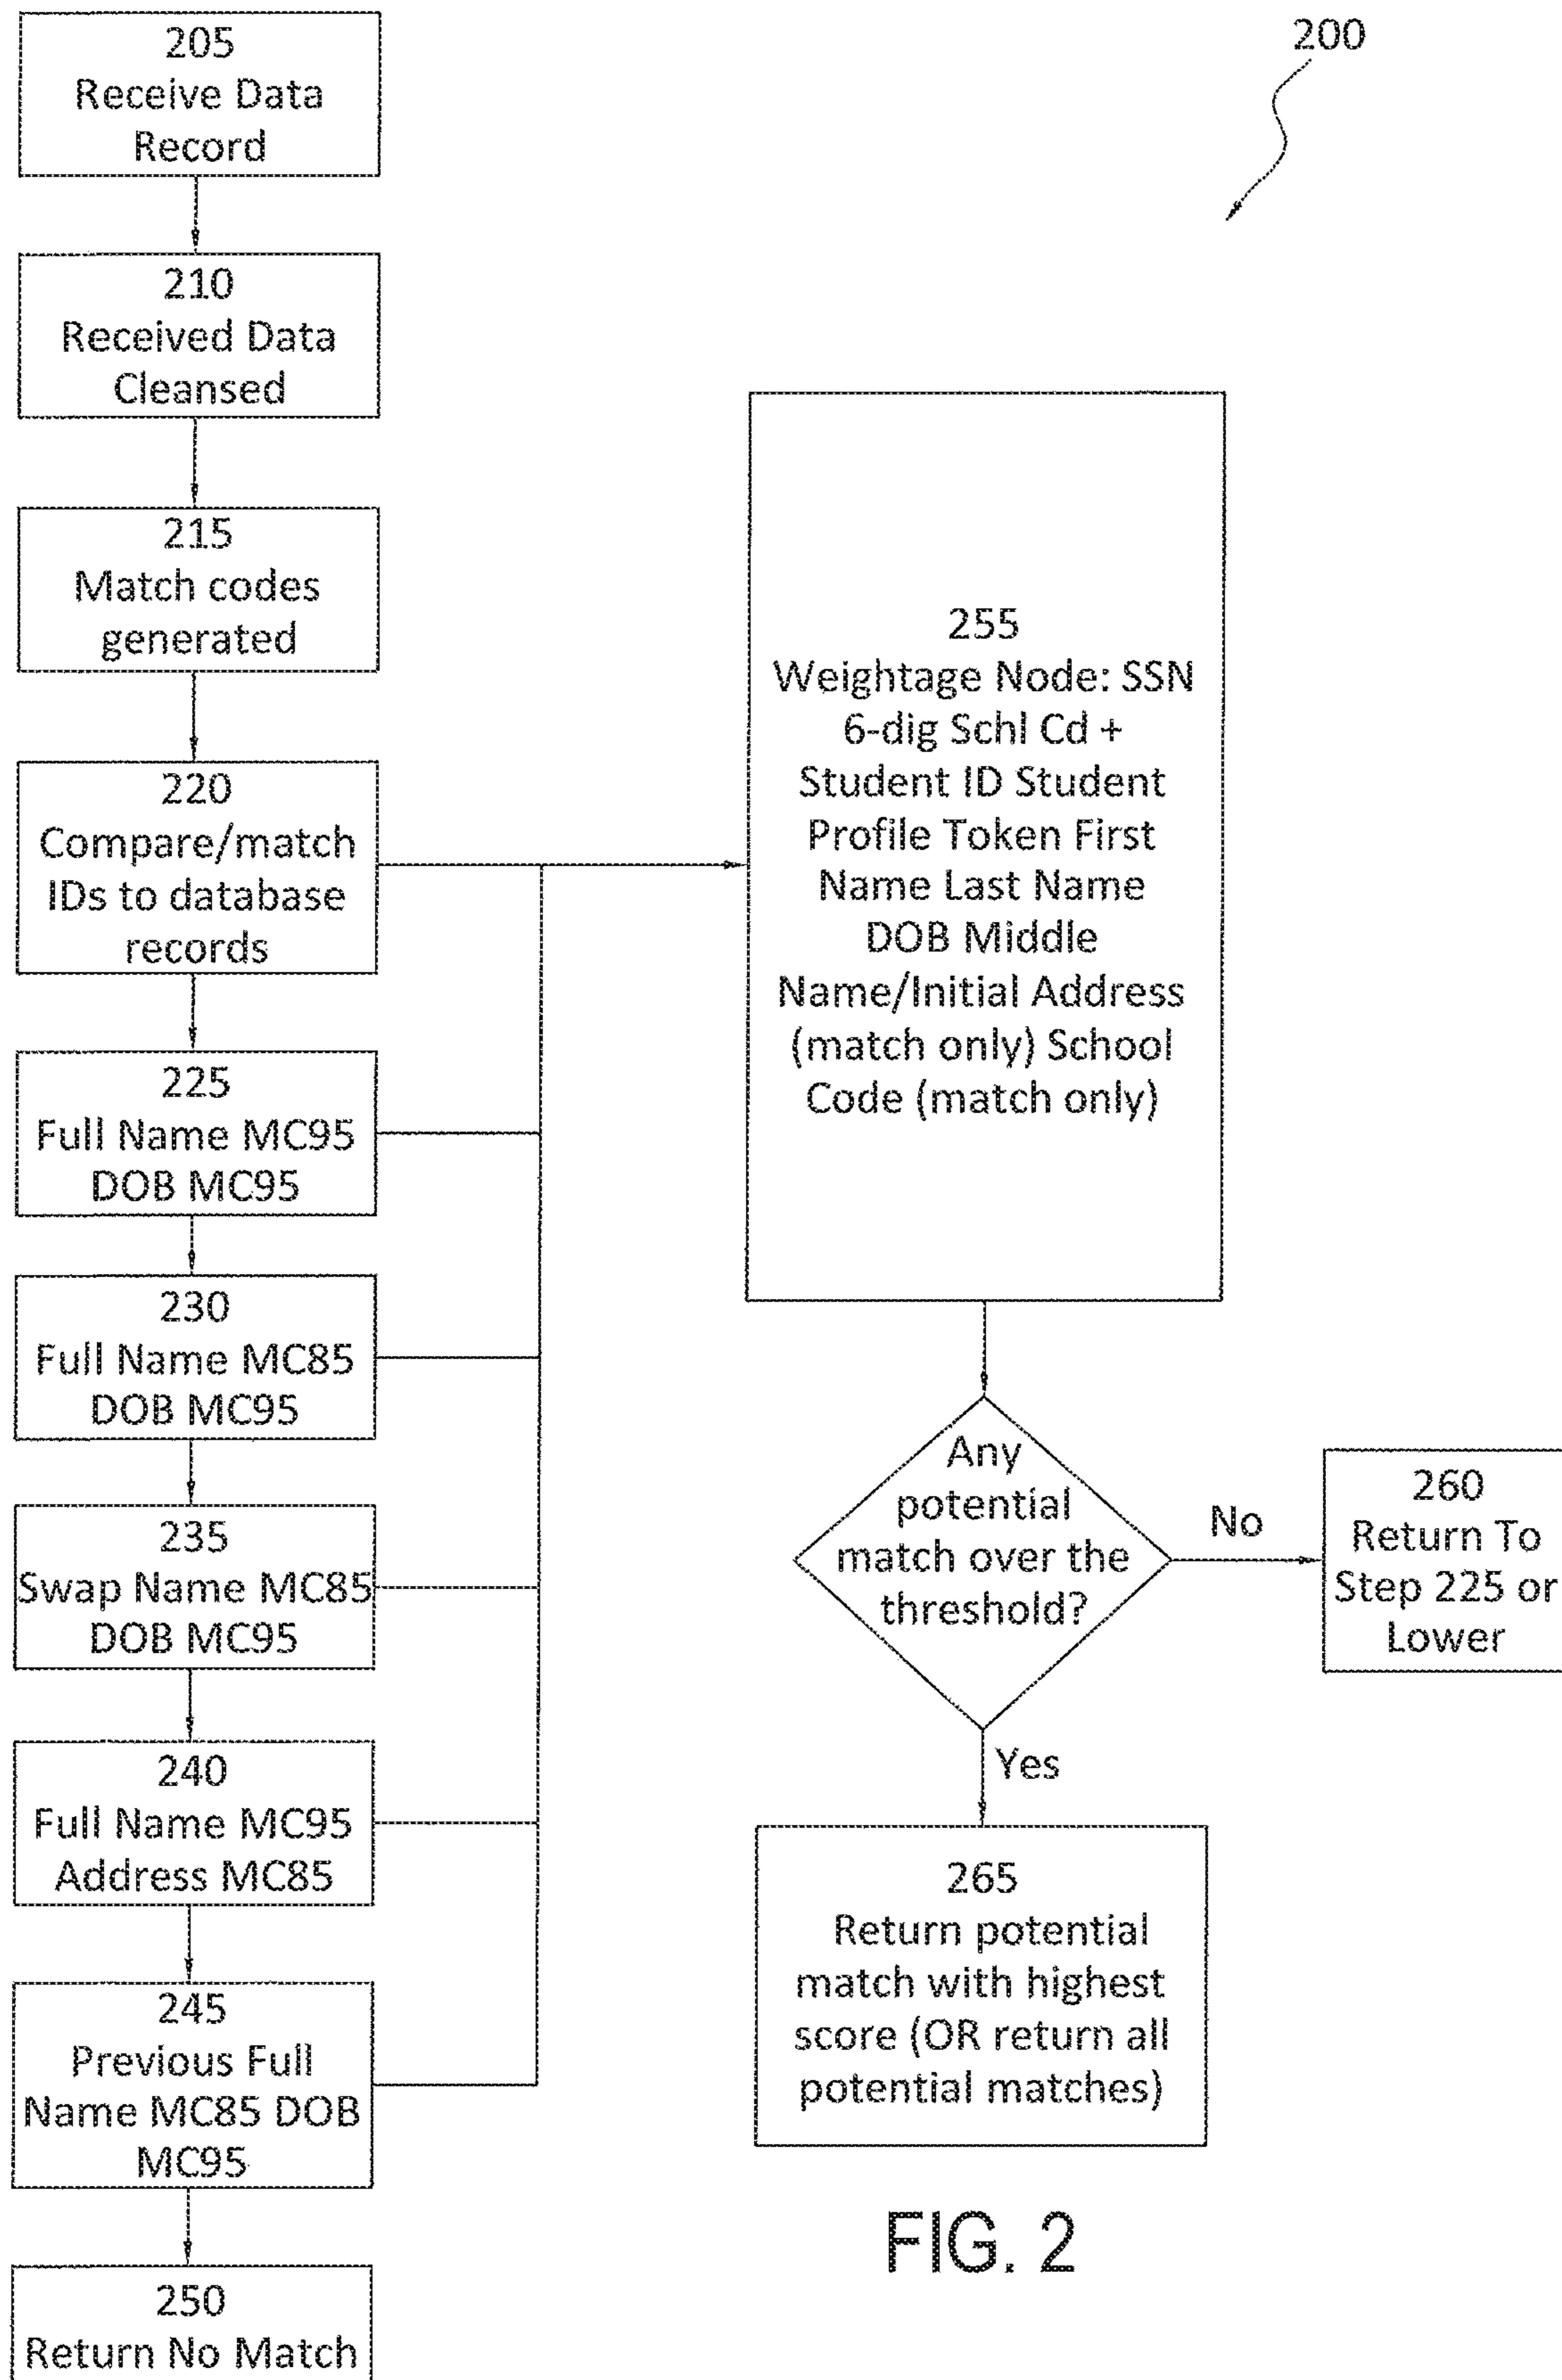 205
Receive Data
Record
200
210
Received Data
Cleansed
215
Match codes
generated
220
Compare/match
IDs to database
records
225
Full Name MC95
DOB MC95
230
Full Name MC85
DOB MC95
235
Swap Name MC85
DOB MC95
240
Full Name MC95
Address MC85
245
Previous Full
Name MC85 DOB
MC95
250
Return No Match
255
Weightage Node: SSN
6-dig Schl Cd +
Student ID Student
Profile Token First
Name Last Name
DOB Middle
Name/Initial Address
(match only) School
Code (match only)
Any
potential
match over the
threshold?
No
260
Return To
Step 225 or
Lower
Yes
265
Return potential
match with highest
score (OR return all
potential matches)
FIG. 2